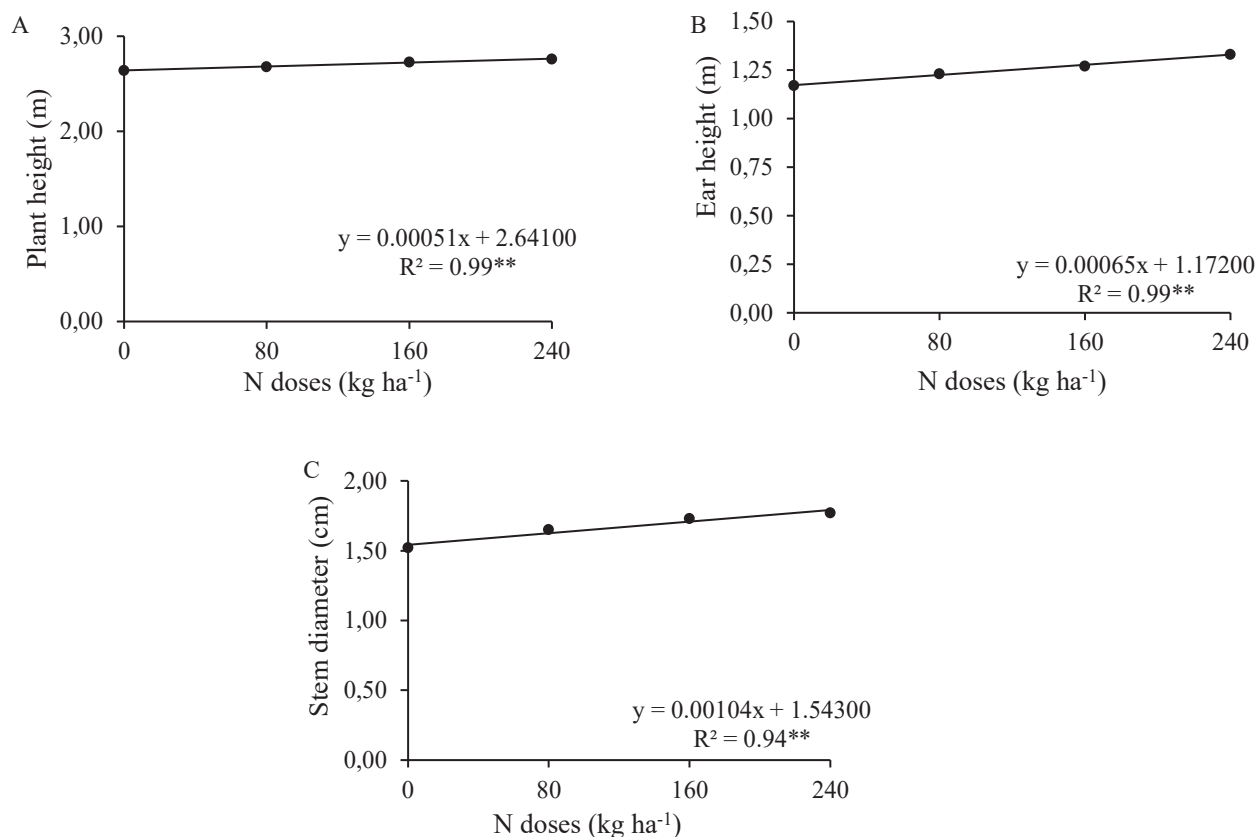 A
3,00
2,00
1,00
0,00
Plant height (m)
y = 0.00051x + 2.64100
R² = 0.99**
0 80 160 240
N doses (kg ha⁻¹)
B
1,50
1,25
1,00
0,75
0,50
0,25
0,00
Ear height (m)
y = 0.00065x + 1.17200
R² = 0.99**
0 80 160 240
N doses (kg ha⁻¹)
C
2,00
1,50
1,00
0,50
0,00
Stem diameter (cm)
y = 0.00104x + 1.54300
R² = 0.94**
0 80 160 240
N doses (kg ha⁻¹)